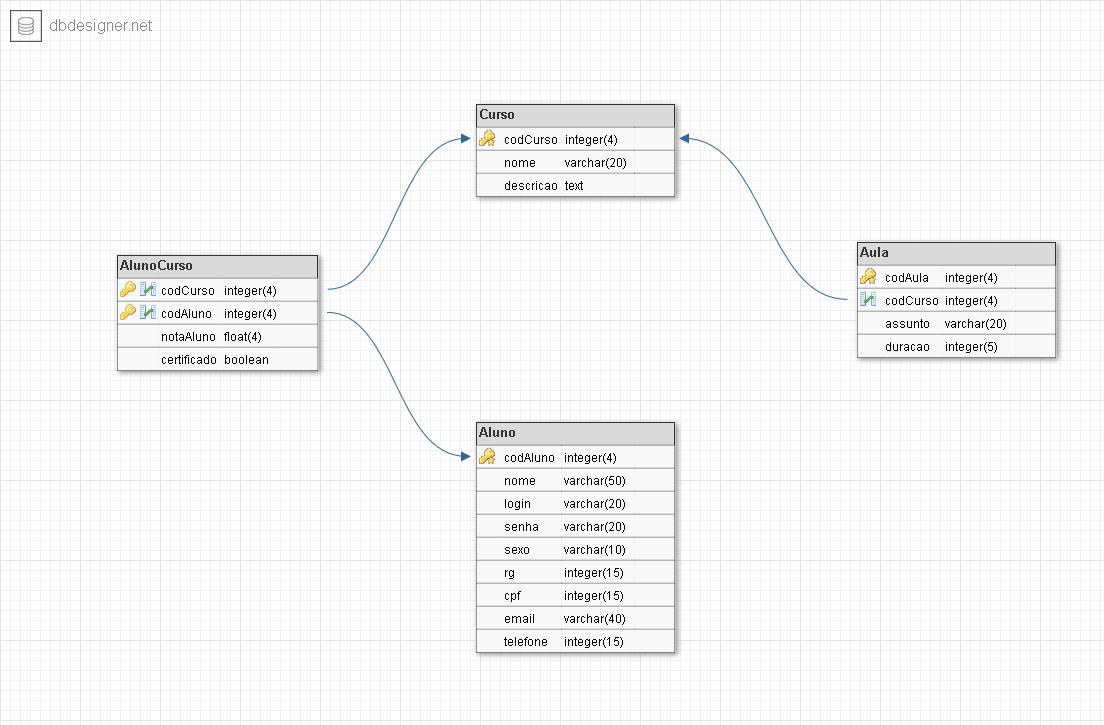 dbdesigner.net
Curso
codCurso integer(4)
nome varchar(20)
descricao text
AlunoCurso
codCurso integer(4)
codAluno integer(4)
notaAluno float(4)
certificado boolean
Aula
codAula integer(4)
codCurso integer(4)
assunto varchar(20)
duracao integer(5)
Aluno
codAluno integer(4)
nome varchar(50)
login varchar(20)
senha varchar(20)
sexo varchar(10)
rg integer(15)
cpf integer(15)
email varchar(40)
telefone integer(15)